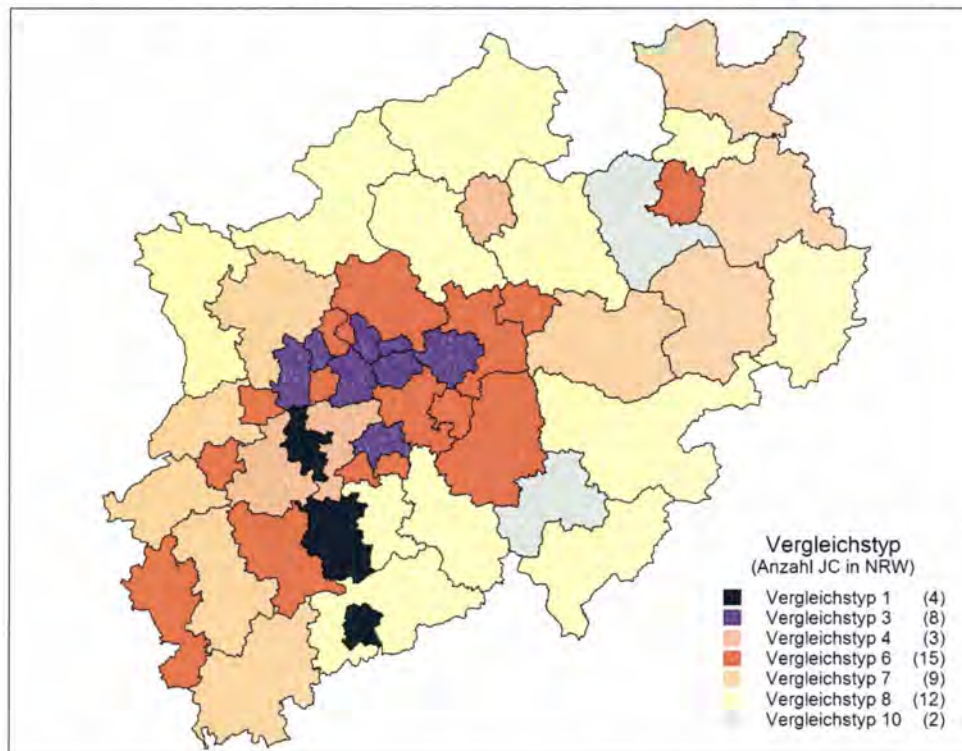 Vergleichstyp
(Anzahl JC in NRW)
Vergleichstyp 1 (4)
Vergleichstyp 3 (8)
Vergleichstyp 4 (3)
Vergleichstyp 6 (15)
Vergleichstyp 7 (9)
Vergleichstyp 8 (12)
Vergleichstyp 10 (2)